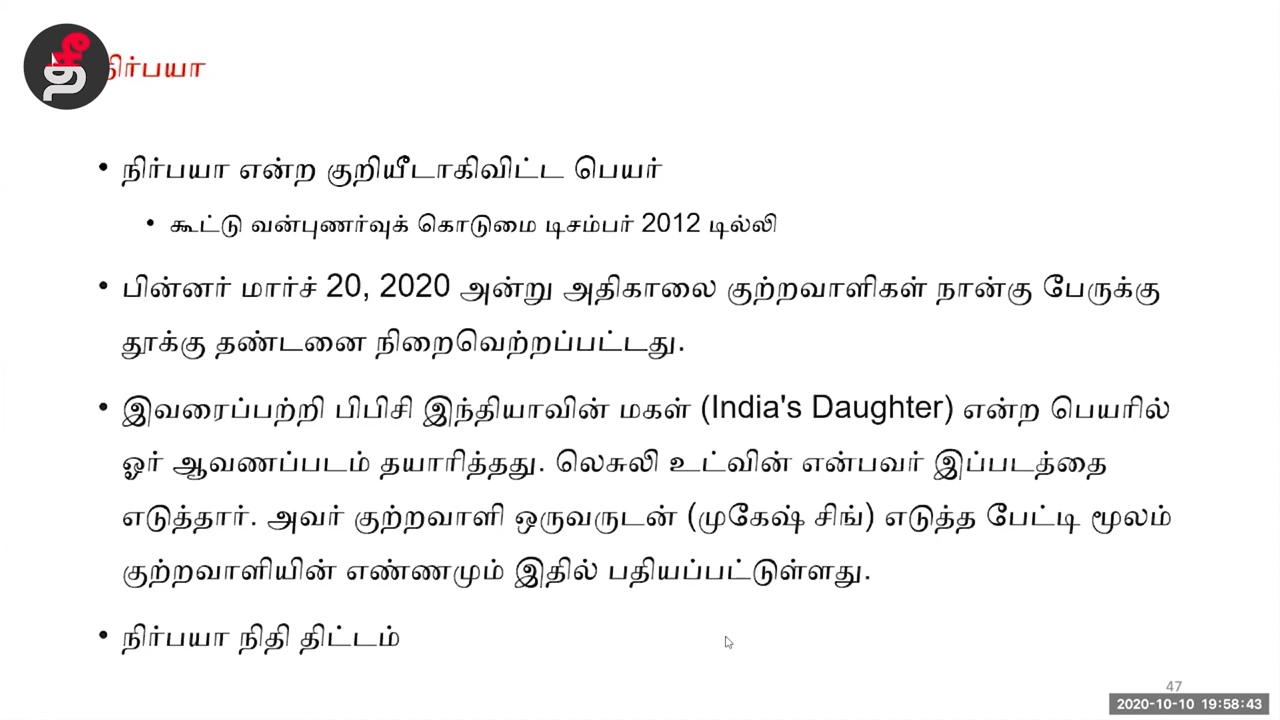 நிர்பயா
• நிர்பயா என்ற குறியீடாகிவிட்ட பெயர்
• கூட்டு வன்புணர்வுக் கொடுமை டிசம்பர் 2012 டில்லி
• பின்னர் மார்ச் 20, 2020 அன்று அதிகாலை குற்றவாளிகள் நான்கு பேருக்கு
தூக்கு தண்டனை நிறைவெற்றப்பட்டது.
• இவரைப்பற்றி பிபிசி இந்தியாவின் மகள் (India's Daughter) என்ற பெயரில்
ஓர் ஆவணப்படம் தயாரித்தது. லெசுலி உட்வின் என்பவர் இப்படத்தை
எடுத்தார். அவர் குற்றவாளி ஒருவருடன் (முகேஷ் சிங்) எடுத்த பேட்டி மூலம்
குற்றவாளியின் எண்ணமும் இதில் பதியப்பட்டுள்ளது.
• நிர்பயா நிதி திட்டம்
47
2020-10-10 19:58:43